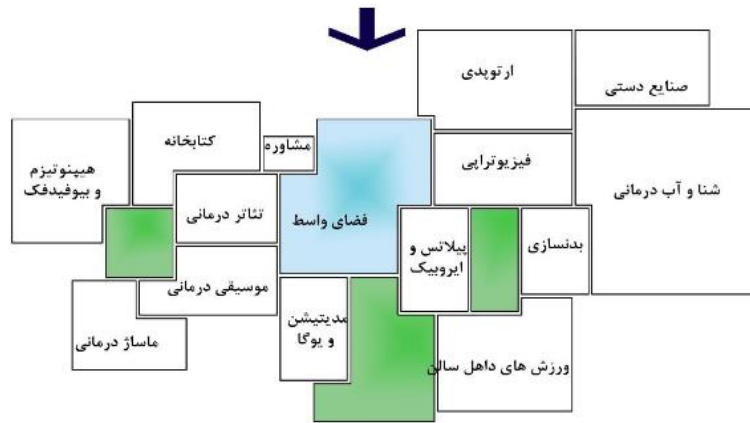 ارتوپدی
صنایع دستی
مشاوره
کتابخانه
هیپنوتیزم
و بیوفیدفک
فیزیوتراپی
شنا و آب درمانی
تئاتر درمانی
فضای واسط
پیلاتس و
ایروبیک
بدنسازی
موسیقی درمانی
مدیتیشن
و یوگا
ماساژ درمانی
ورزش های داهل سالن